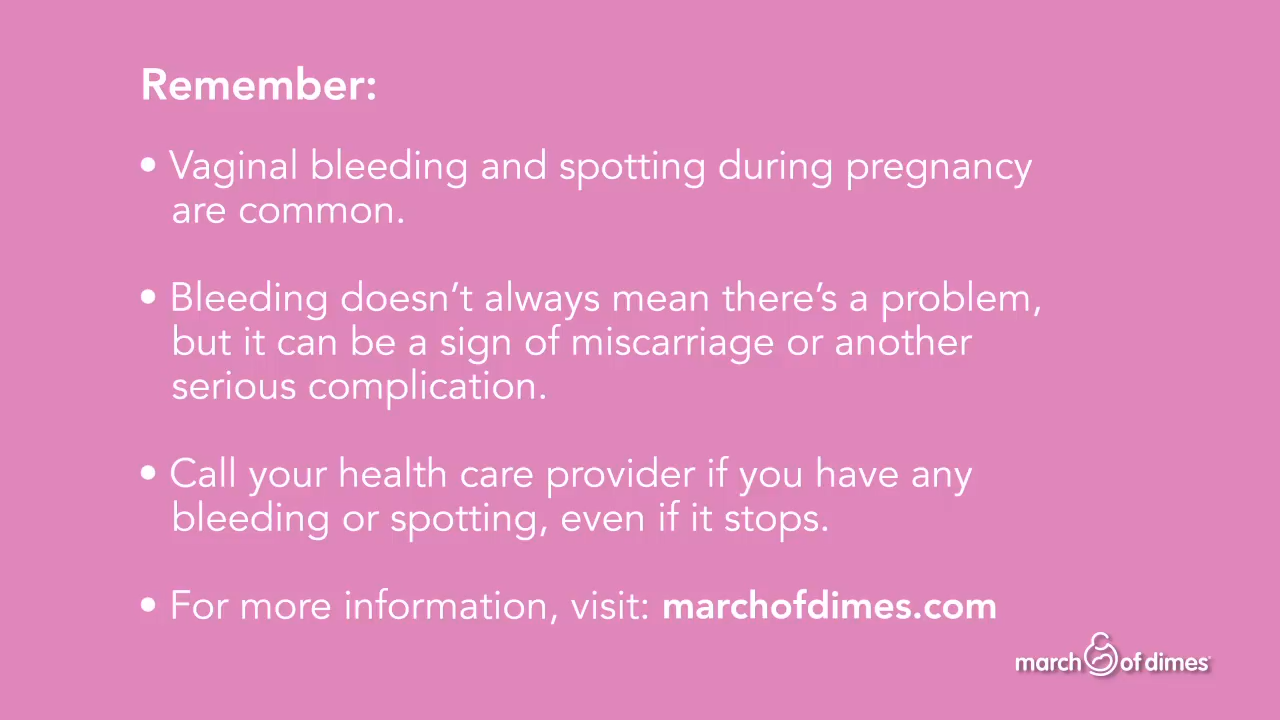 Remember:
• Vaginal bleeding and spotting during pregnancy
are common.
• Bleeding doesn’t always mean there’s a problem,
but it can be a sign of miscarriage or another
serious complication.
• Call your health care provider if you have any
bleeding or spotting, even if it stops.
• For more information, visit: marchofdimes.com
march of dimes